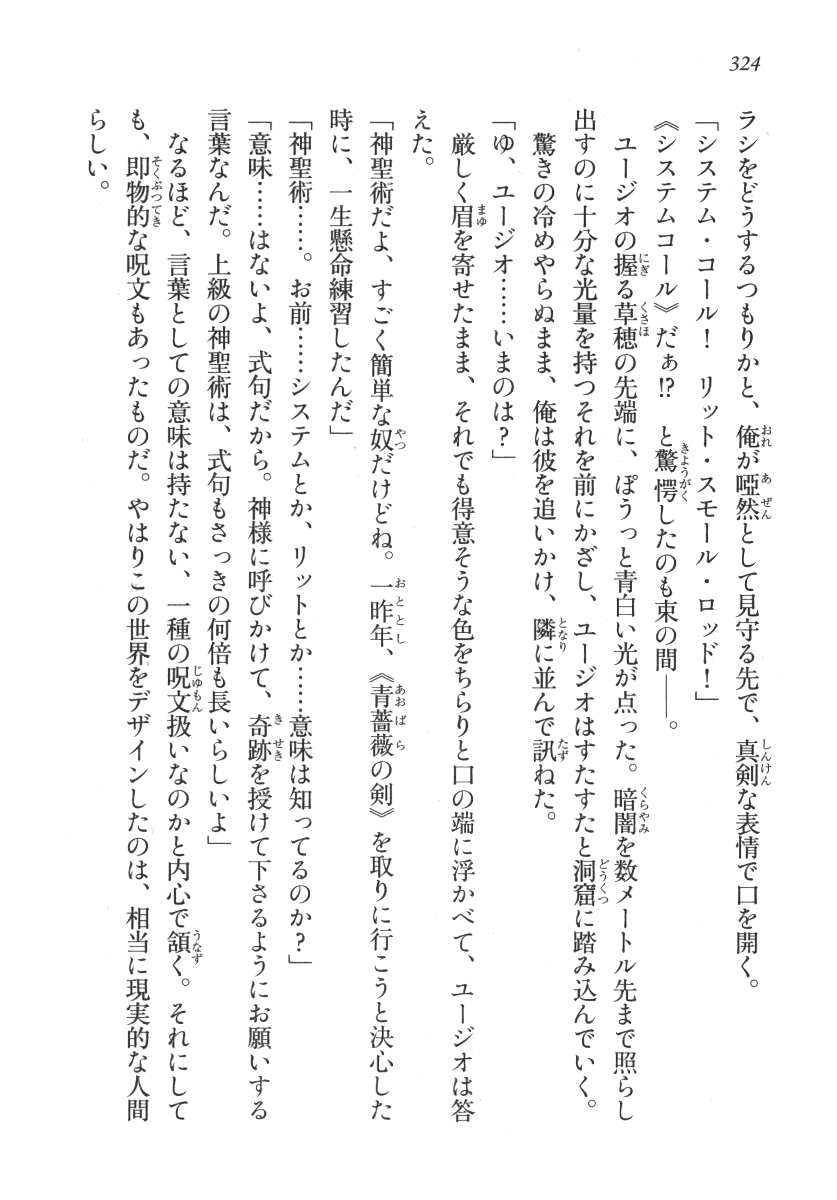 324
ラシをどうするつもりかと、俺が啞然として見守る先で、真剣な表情で口を開く。
「システム・コール！　リット・スモール・ロッド！」
《システムコール》だぁ!?　と驚愕したのも束の間――。
　ユージオの握る草穂の先端に、ぽうっと青白い光が点った。暗闇を数メートル先まで照らし
出すのに十分な光量を持つそれを前にかざし、ユージオはすたすたと洞窟に踏み込んでいく。
　驚きの冷めやらぬまま、俺は彼を追いかけ、隣に並んで訊ねた。
「ゆ、ユージオ……いまのは？」
　厳しく眉を寄せたまま、それでも得意そうな色をちらりと口の端に浮かべて、ユージオは答
えた。
「神聖術だよ、すごく簡単な奴だけどね。一昨年、《青薔薇の剣》を取りに行こうと決心した
時に、一生懸命練習したんだ」
「神聖術……。お前……システムとか、リットとか……意味は知ってるのか？」
「意味……はないよ、式句だから。神様に呼びかけて、奇跡を授けて下さるようにお願いする
言葉なんだ。上級の神聖術は、式句もさっきの何倍も長いらしいよ」
　なるほど、言葉としての意味は持たない、一種の呪文扱いなのかと内心で頷く。それにして
も、即物的な呪文もあったものだ。やはりこの世界をデザインしたのは、相当に現実的な人間
らしい。